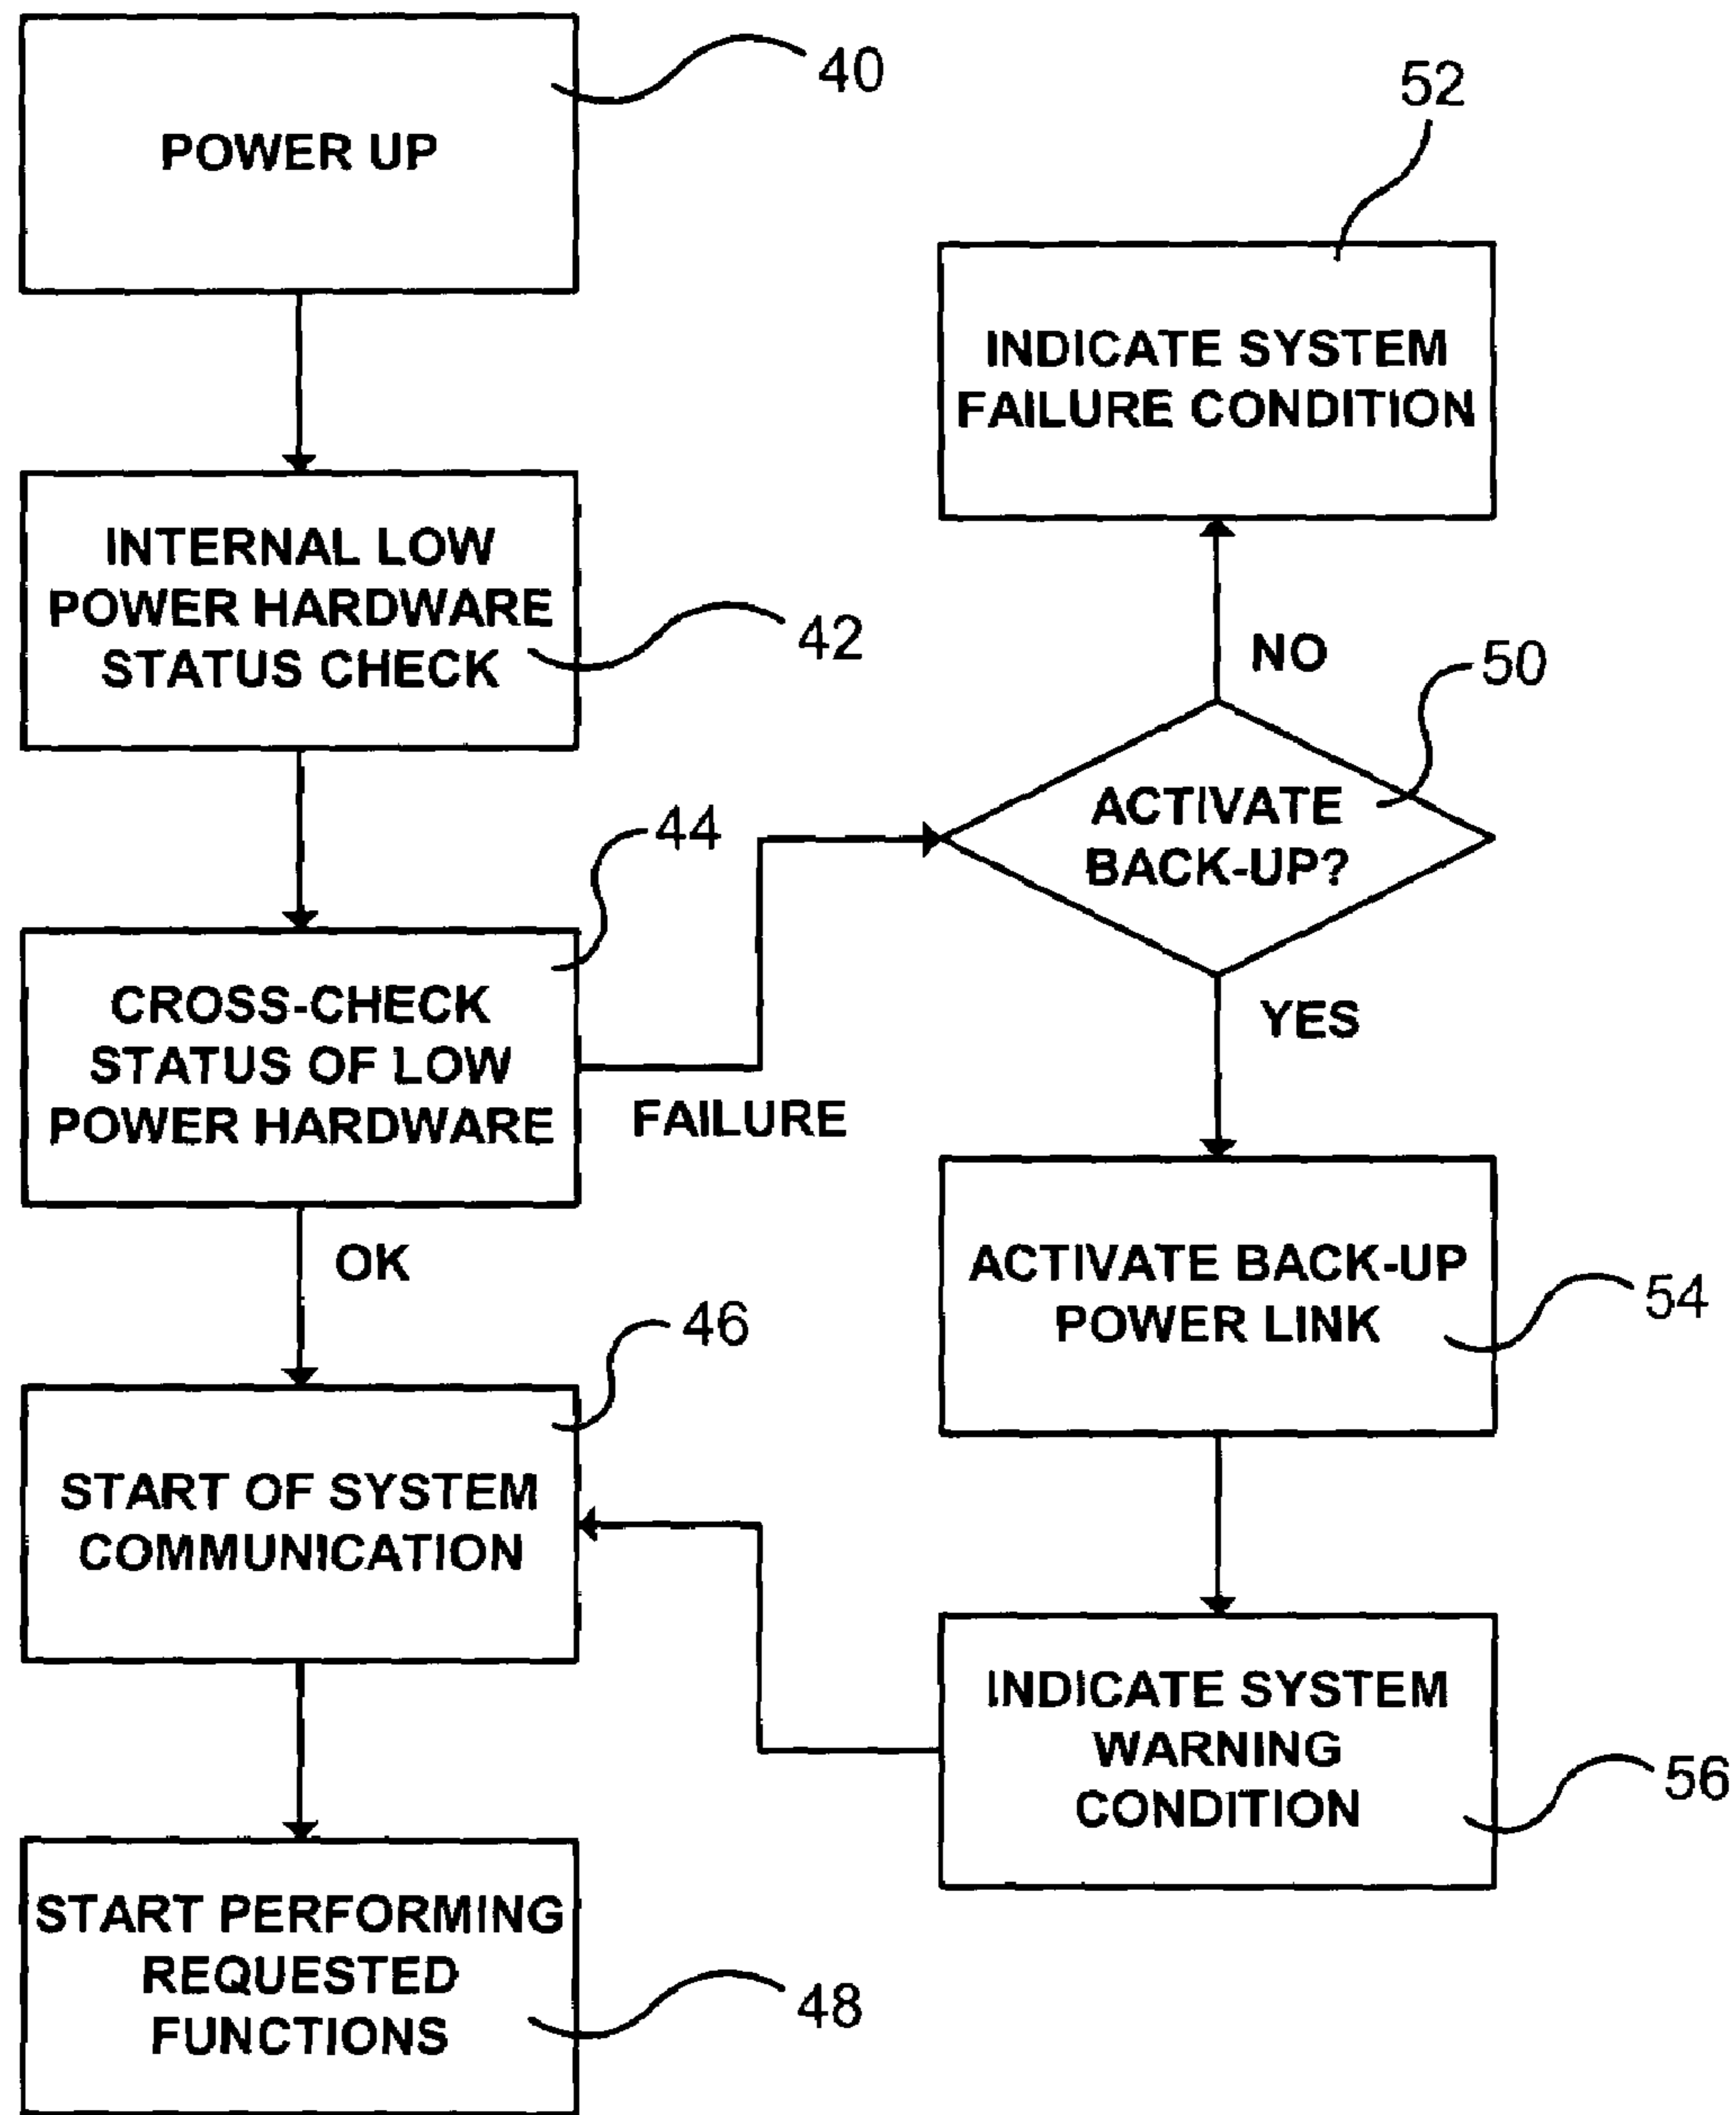 POWER UP
40
INTERNAL LOW
POWER HARDWARE
STATUS CHECK
42
CROSS-CHECK
STATUS OF LOW
POWER HARDWARE
44
FAILURE
OK
START OF SYSTEM
COMMUNICATION
46
START PERFORMING
REQUESTED
FUNCTIONS
48
52
INDICATE SYSTEM
FAILURE CONDITION
NO
50
ACTIVATE
BACK-UP?
YES
ACTIVATE BACK-UP
POWER LINK
54
INDICATE SYSTEM
WARNING
CONDITION
56